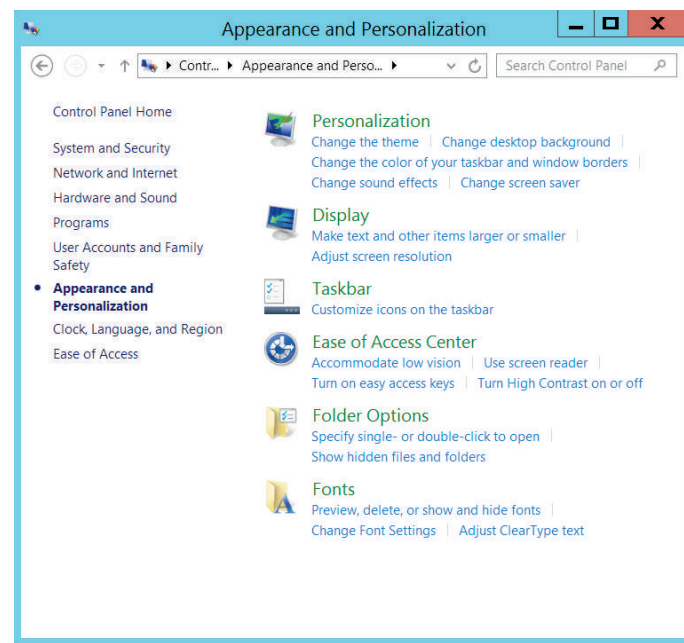 Appearance and Personalization
Contr... Appearance and Perso... Search Control Panel
Control Panel Home
System and Security
Network and Internet
Hardware and Sound
Programs
User Accounts and Family
Safety
Appearance and
Personalization
Clock, Language, and Region
Ease of Access
Personalization
Change the theme Change desktop background
Change the color of your taskbar and window borders
Change sound effects Change screen saver
Display
Make text and other items larger or smaller
Adjust screen resolution
Taskbar
Customize icons on the taskbar
Ease of Access Center
Accommodate low vision Use screen reader
Turn on easy access keys Turn High Contrast on or off
Folder Options
Specify single- or double-click to open
Show hidden files and folders
Fonts
Preview, delete, or show and hide fonts
Change Font Settings Adjust ClearType text